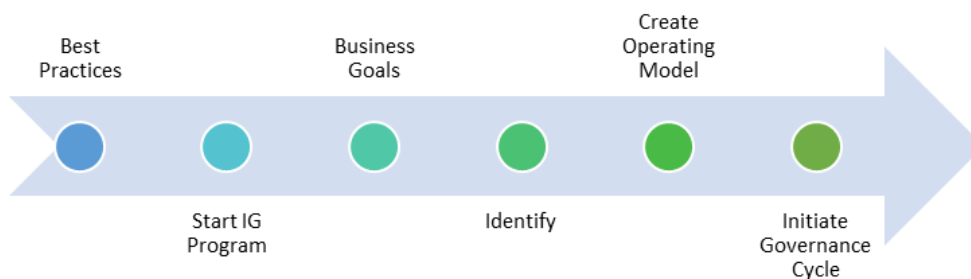 Best
Practices
Start IG
Program
Business
Goals
Identify
Create
Operating
Model
Initiate
Governance
Cycle